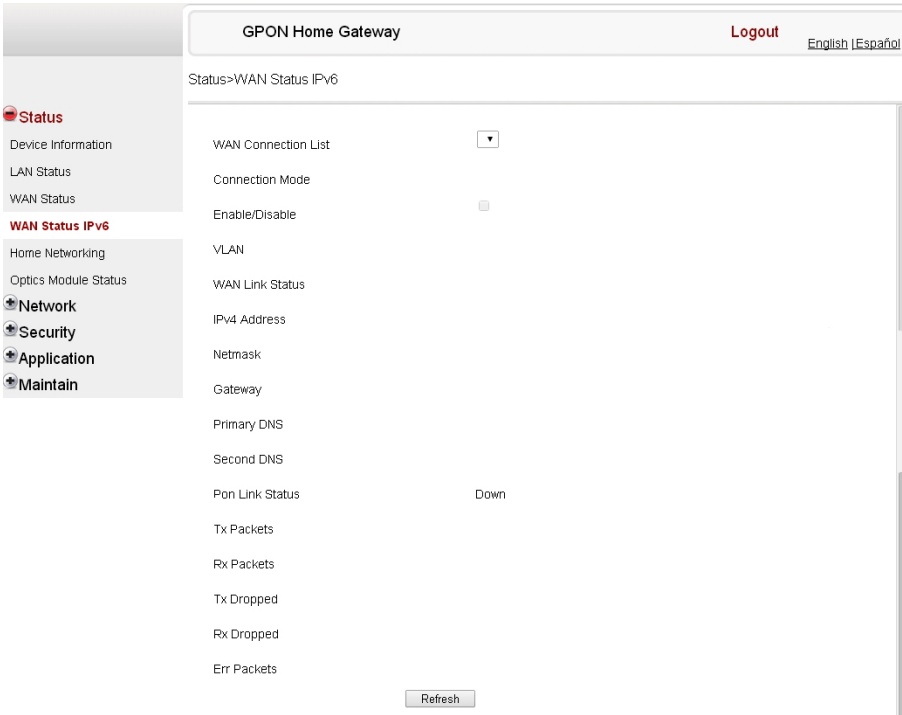 GPON Home Gateway
Logout
English | Español
Status>WAN Status IPv6
Status
Device Information
LAN Status
WAN Status
WAN Status IPv6
Home Networking
Optics Module Status
Network
Security
Application
Maintain
WAN Connection List
Connection Mode
Enable/Disable
VLAN
WAN Link Status
IPv4 Address
Netmask
Gateway
Primary DNS
Second DNS
Pon Link Status Down
Tx Packets
Rx Packets
Tx Dropped
Rx Dropped
Err Packets
Refresh